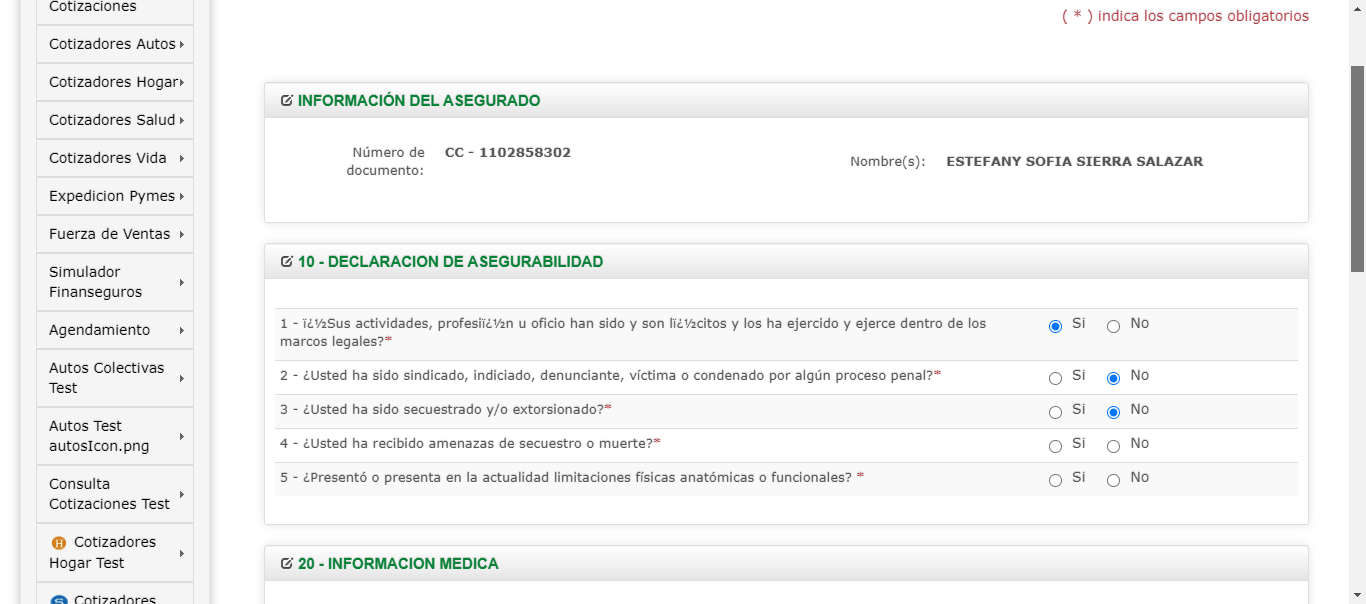 Cotizaciones
Cotizadores Autos
Cotizadores Hogar
Cotizadores Salud
Cotizadores Vida
Expedicion Pymes
Fuerza de Ventas
Simulador
Finanseguros
Agendamiento
Autos Colectivas
Test
Autos Test
autosIcon.png
Consulta
Cotizaciones Test
H Cotizadores
Hogar Test
S Cotizadores
( * ) indica los campos obligatorios
INFORMACIÓN DEL ASEGURADO
Número de
documento:
CC - 1102858302
Nombre(s): ESTEFANY SOFIA SIERRA SALAZAR
10 - DECLARACION DE ASEGURABILIDAD
1 - ï¿½Sus actividades, profesiï¿½n u oficio han sido y son lï¿½citos y los ha ejercido y ejerce dentro de los
marcos legales?*
Si No
2 - ¿Usted ha sido sindicado, indiciado, denunciante, víctima o condenado por algún proceso penal?* Si No
3 - ¿Usted ha sido secuestrado y/o extorsionado?* Si No
4 - ¿Usted ha recibido amenazas de secuestro o muerte?* Si No
5 - ¿Presentó o presenta en la actualidad limitaciones físicas anatómicas o funcionales? * Si No
20 - INFORMACION MEDICA